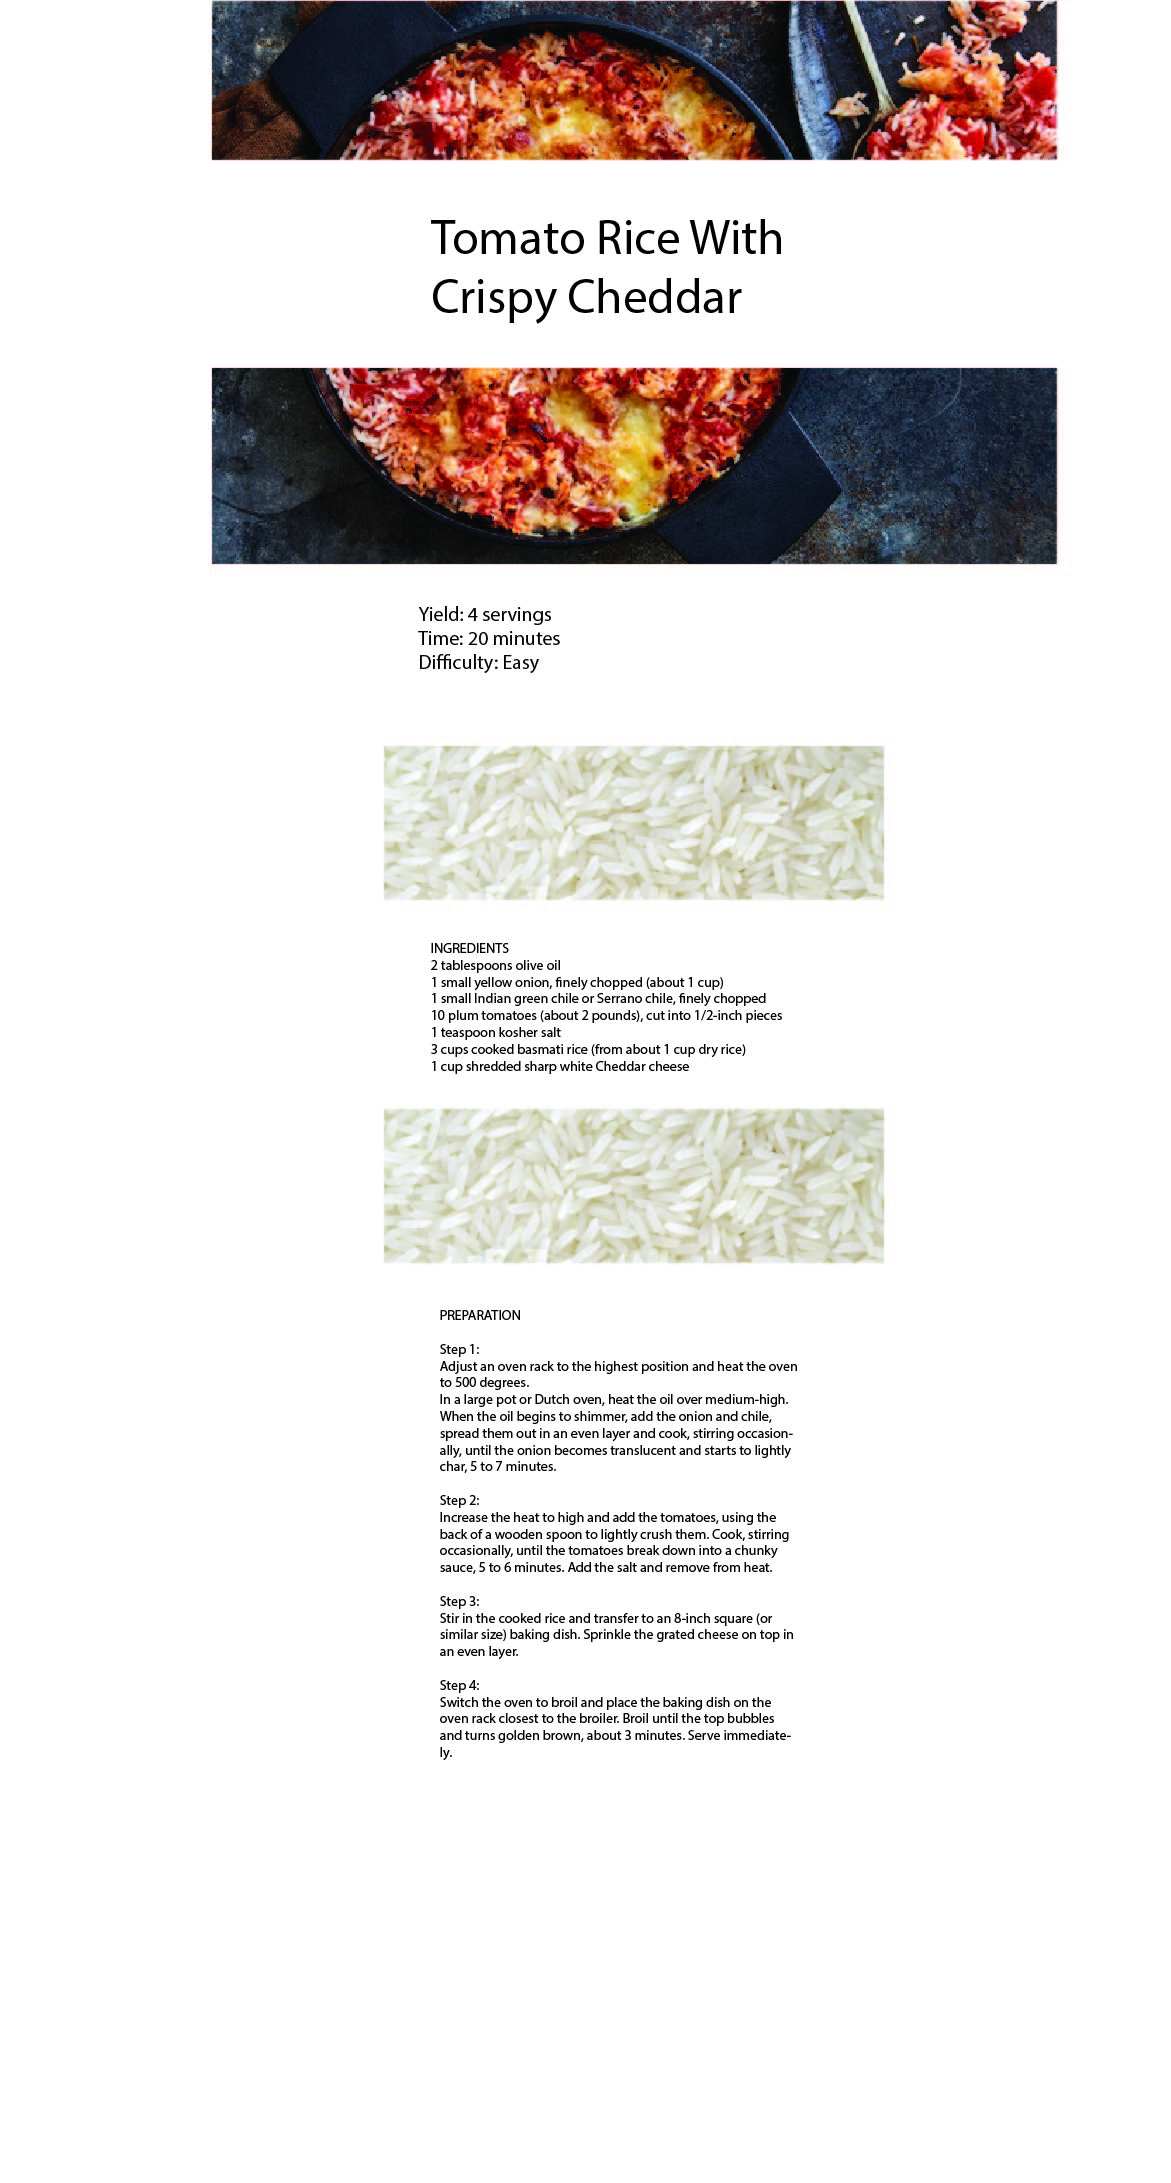 Tomato Rice With
Crispy Cheddar
Yield: 4 servings
Time: 20 minutes
Difficulty: Easy
INGREDIENTS
2 tablespoons olive oil
1 small yellow onion, finely chopped (about 1 cup)
1 small Indian green chile or Serrano chile, finely chopped
10 plum tomatoes (about 2 pounds), cut into 1/2-inch pieces
1 teaspoon kosher salt
3 cups cooked basmati rice (from about 1 cup dry rice)
1 cup shredded sharp white Cheddar cheese
PREPARATION
Step 1:
Adjust an oven rack to the highest position and heat the oven
to 500 degrees.
In a large pot or Dutch oven, heat the oil over medium-high.
When the oil begins to shimmer, add the onion and chile,
spread them out in an even layer and cook, stirring occasion-
ally, until the onion becomes translucent and starts to lightly
char, 5 to 7 minutes.
Step 2:
Increase the heat to high and add the tomatoes, using the
back of a wooden spoon to lightly crush them. Cook, stirring
occasionally, until the tomatoes break down into a chunky
sauce, 5 to 6 minutes. Add the salt and remove from heat.
Step 3:
Stir in the cooked rice and transfer to an 8-inch square (or
similar size) baking dish. Sprinkle the grated cheese on top in
an even layer.
Step 4:
Switch the oven to broil and place the baking dish on the
oven rack closest to the broiler. Broil until the top bubbles
and turns golden brown, about 3 minutes. Serve immediate-
ly.